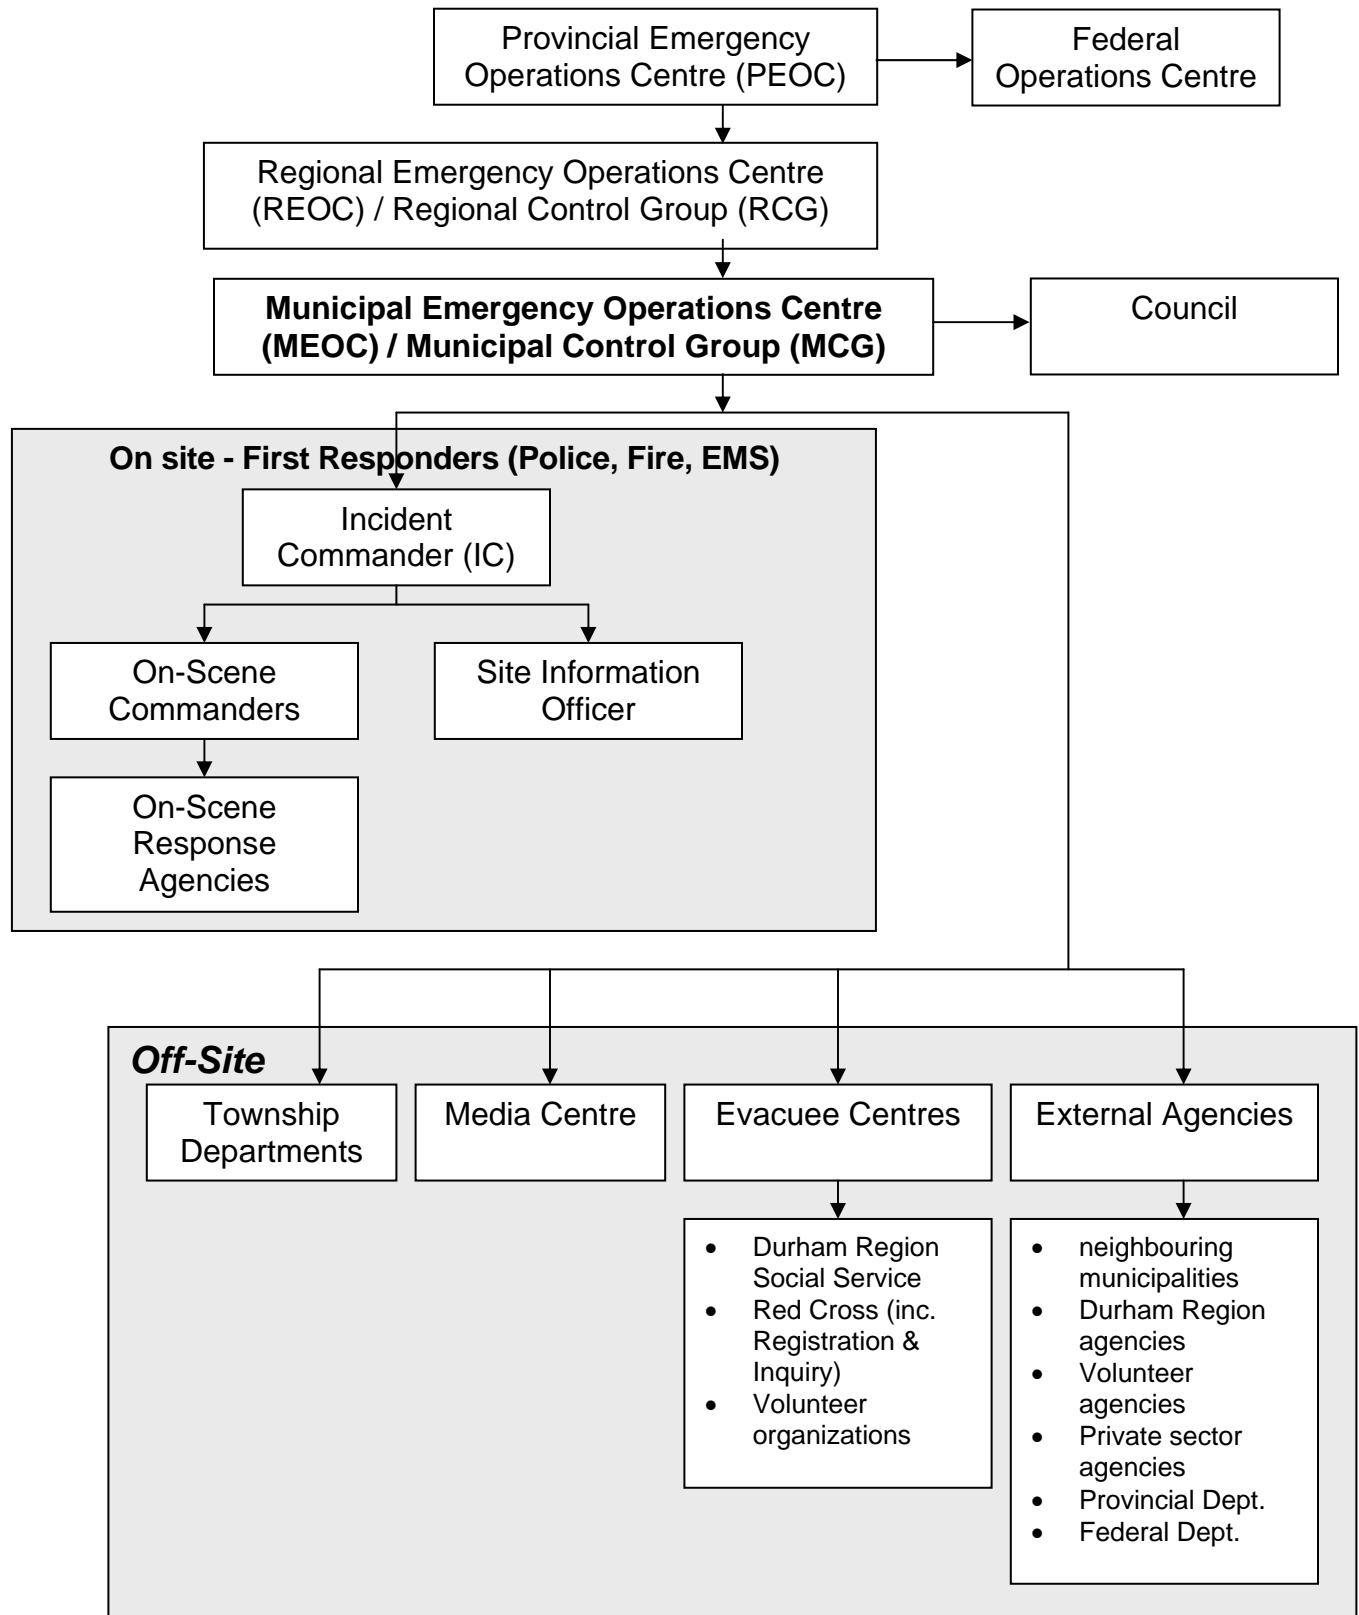 Provincial Emergency
Operations Centre (PEOC)
Federal
Operations Centre
Regional Emergency Operations Centre
(REOC) / Regional Control Group (RCG)
Municipal Emergency Operations Centre
(MEOC) / Municipal Control Group (MCG)
Council
On site - First Responders (Police, Fire, EMS)
Incident
Commander (IC)
On-Scene
Commanders
Site Information
Officer
On-Scene
Response
Agencies
Off-Site
Township
Departments
Media Centre
Evacuee Centres
External Agencies
• Durham Region
Social Service
• Red Cross (inc.
Registration &
Inquiry)
• Volunteer
organizations
• neighbouring
municipalities
• Durham Region
agencies
• Volunteer
agencies
• Private sector
agencies
• Provincial Dept.
• Federal Dept.